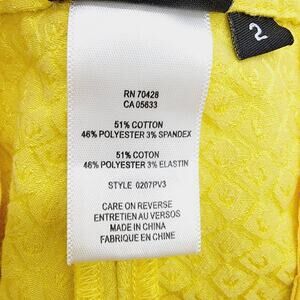 2
RN 70428
CA 05633
51% COTTON
46% POLYESTER 3% SPANDEX
51% COTON
46% POLYESTER 3% ELASTIN
STYLE 0207PV3
CARE ON REVERSE
ENTRETIEN AU VERSOS
MADE IN CHINA
FABRIQUE EN CHINE